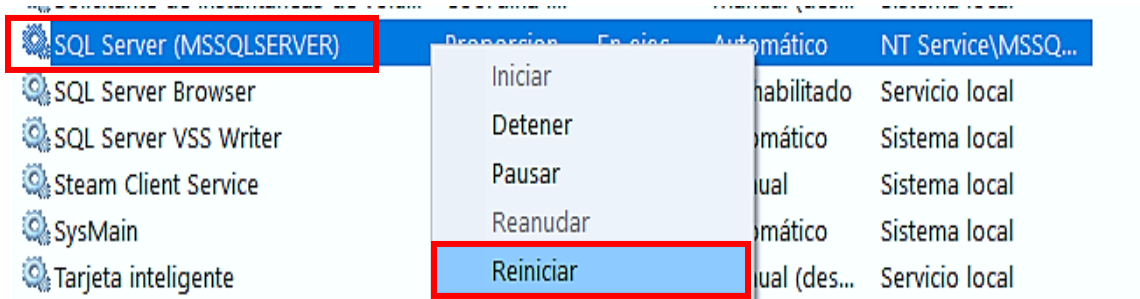 SQL Server (MSSQLSERVER) Automático NT Service\MSSQ...
SQL Server Browser Servicio local
SQL Server VSS Writer Sistema local
Steam Client Service Sistema local
SysMain Sistema local
Tarjeta inteligente Servicio local
Iniciar
Detener
Pausar
Reanudar
Reiniciar